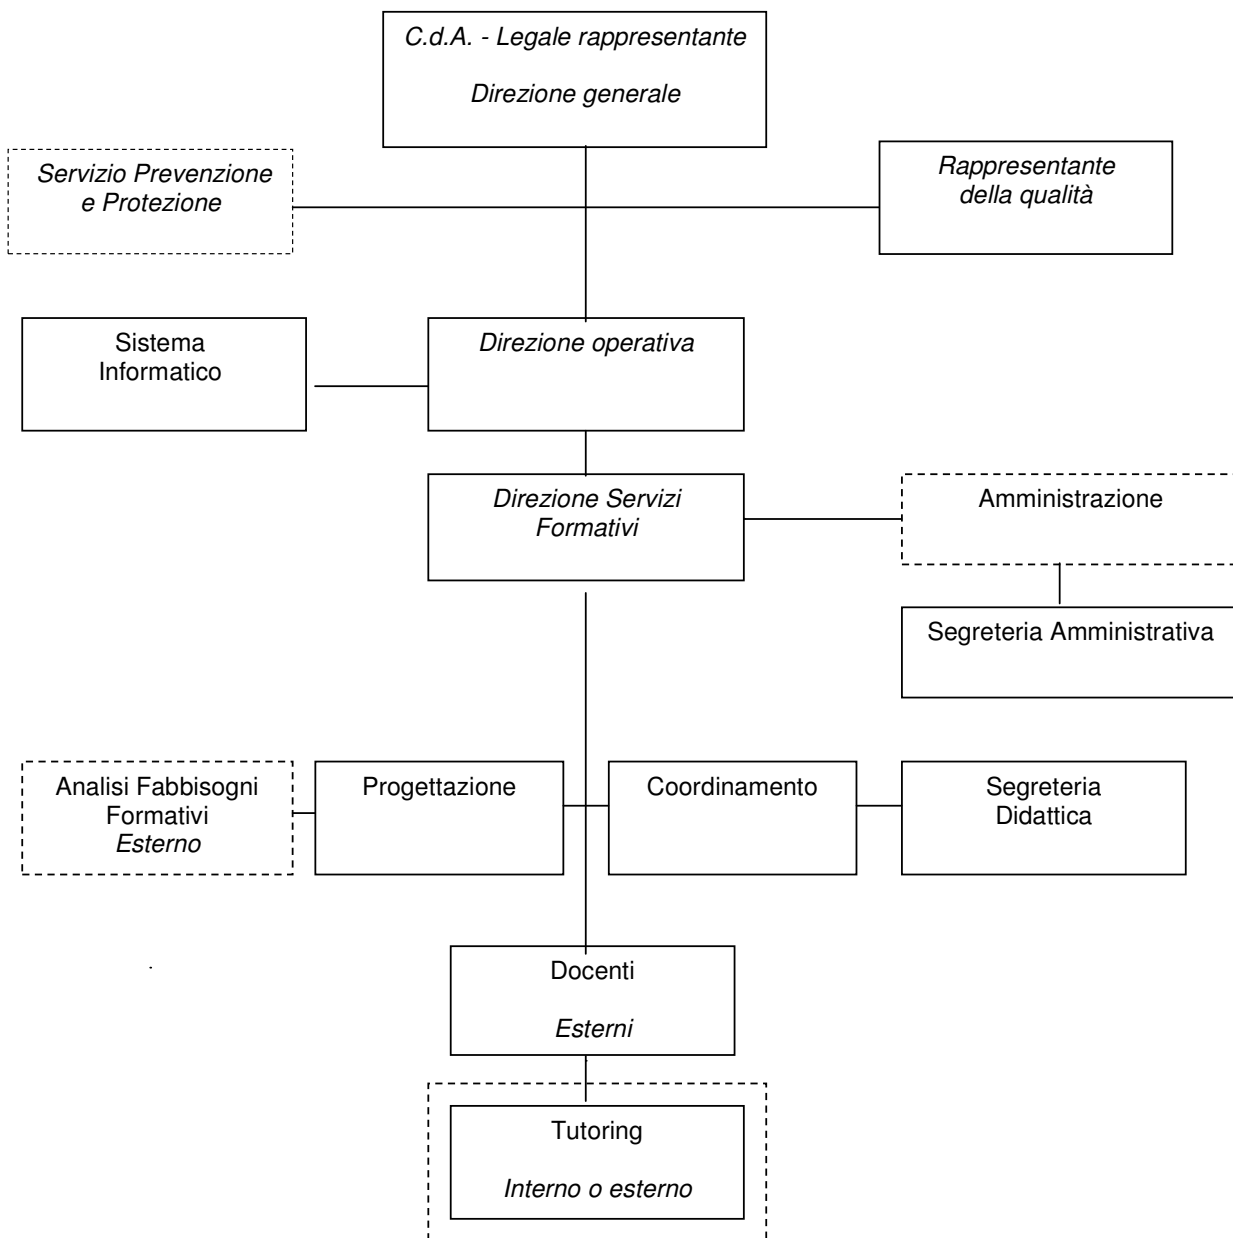 C.d.A. - Legale rappresentante
Direzione generale
Servizio Prevenzione
e Protezione
Rappresentante
della qualità
Sistema
Informatico
Direzione operativa
Direzione Servizi
Formativi
Amministrazione
Segreteria Amministrativa
Analisi Fabbisogni
Formativi
Esterno
Progettazione
Coordinamento
Segreteria
Didattica
Docenti
Esterni
Tutoring
Interno o esterno